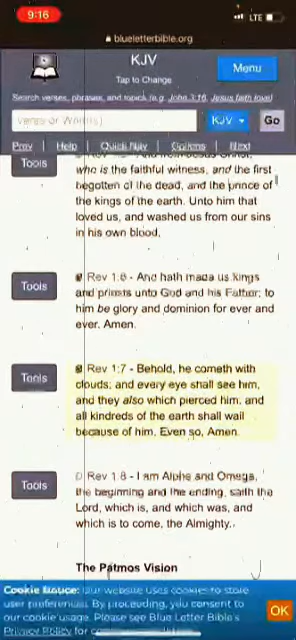 9:16
LTE
blueletterbible.org
KJV
Tap to Change
Menu
Search verses, phrases, and topics (e.g. John 3:16, Jesus faith love)
Verse or Word(s)
KJV
Go
Prev | Help | Quick Nav | Options | Next
Tools
who is the faithful witness, and the first
begotten of the dead, and the prince of
the kings of the earth. Unto him that
loved us, and washed us from our sins
in his own blood,
Tools
Rev 1:6 - And hath made us kings
and priests unto God and his Father; to
him be glory and dominion for ever and
ever. Amen.
Tools
Rev 1:7 - Behold, he cometh with
clouds; and every eye shall see him,
and they also which pierced him: and
all kindreds of the earth shall wail
because of him. Even so, Amen.
Tools
Rev 1:8 - I am Alpha and Omega,
the beginning and the ending, saith the
Lord, which is, and which was, and
which is to come, the Almighty.
The Patmos Vision
Cookie Notice: Our website uses cookies to store
user preferences. By proceeding, you consent to
our cookie usage. Please see Blue Letter Bible's
Privacy Policy for
OK